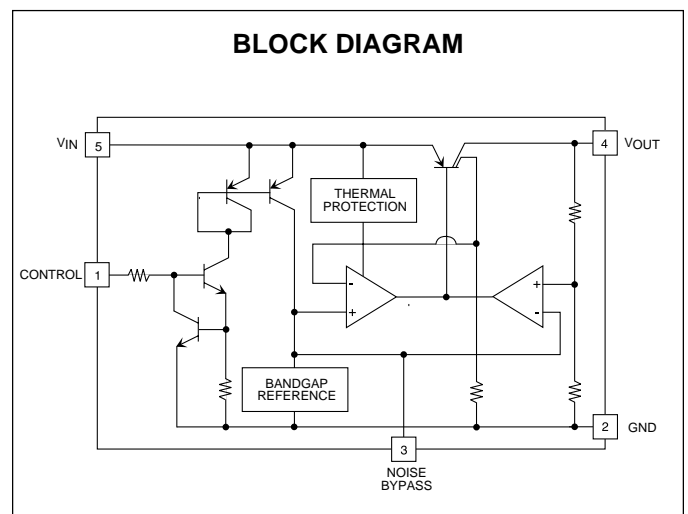 BLOCK DIAGRAM
VIN
5
4
VOUT
THERMAL
PROTECTION
CONTROL
1
-
+
+
-
BANDGAP
REFERENCE
2
GND
3
NOISE
BYPASS